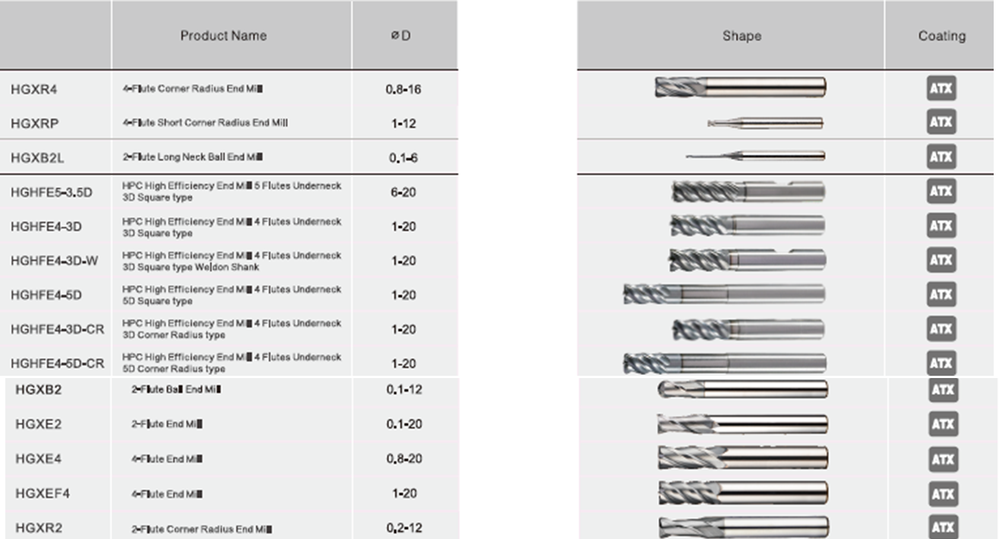 Product Name ø D Shape Coating
HGXR4 4-Flute Corner Radius End Mill 0.8-16 ATX
HGXRP 4-Flute Short Corner Radius End Mill 1-12 ATX
HGXB2L 2-Flute Long Neck Ball End Mill 0.1-6 ATX
HGHFE5-3.5D HPC High Efficiency End Mill 5 Flutes Underneck 6-20 ATX
3D Square type
HGHFE4-3D HPC High Efficiency End Mill 4 Flutes Underneck 1-20 ATX
3D Square type
HGHFE4-3D-W HPC High Efficiency End Mill 4 Flutes Underneck 1-20 ATX
3D Square type Weldon Shank
HGHFE4-5D HPC High Efficiency End Mill 4 Flutes Underneck 1-20 ATX
5D Square type
HGHFE4-3D-CR HPC High Efficiency End Mill 4 Flutes Underneck 1-20 ATX
3D Corner Radius type
HGHFE4-5D-CR HPC High Efficiency End Mill 4 Flutes Underneck 1-20 ATX
5D Corner Radius type
HGXB2 2-Flute Ball End Mill 0.1-12 ATX
HGXE2 2-Flute End Mill 0.1-20 ATX
HGXE4 4-Flute End Mill 0.8-20 ATX
HGXEF4 4-Flute End Mill 1-20 ATX
HGXR2 2-Flute Corner Radius End Mill 0.2-12 ATX